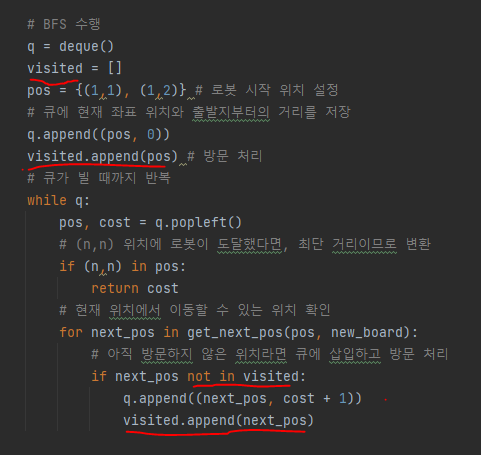 # BFS 수행
q = deque()
visited = []
pos = {(1,1), (1,2)} # 로봇 시작 위치 설정
# 큐에 현재 좌표 위치와 출발지부터의 거리를 저장
q.append((pos, 0))
visited.append(pos) # 방문 처리
# 큐가 빌 때까지 반복
while q:
pos, cost = q.popleft()
# (n,n) 위치에 로봇이 도달했다면, 최단 거리이므로 변환
if (n,n) in pos:
return cost
# 현재 위치에서 이동할 수 있는 위치 확인
for next_pos in get_next_pos(pos, new_board):
# 아직 방문하지 않은 위치라면 큐에 삽입하고 방문 처리
if next_pos not in visited:
q.append((next_pos, cost + 1))
visited.append(next_pos)